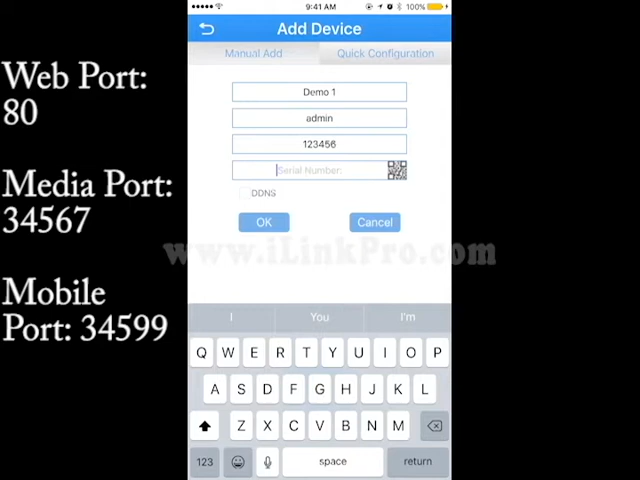 Web Port:
80
Media Port:
34567
Mobile
Port: 34599
9:41 AM
100%
Add Device
Manual Add
Quick Configuration
Demo 1
admin
123456
Serial Number:
DDNS
OK
Cancel
www.iLinkPro.com
I
You
I'm
Q W E R T Y U I O P
A S D F G H J K L
Z X C V B N M
123
space
return